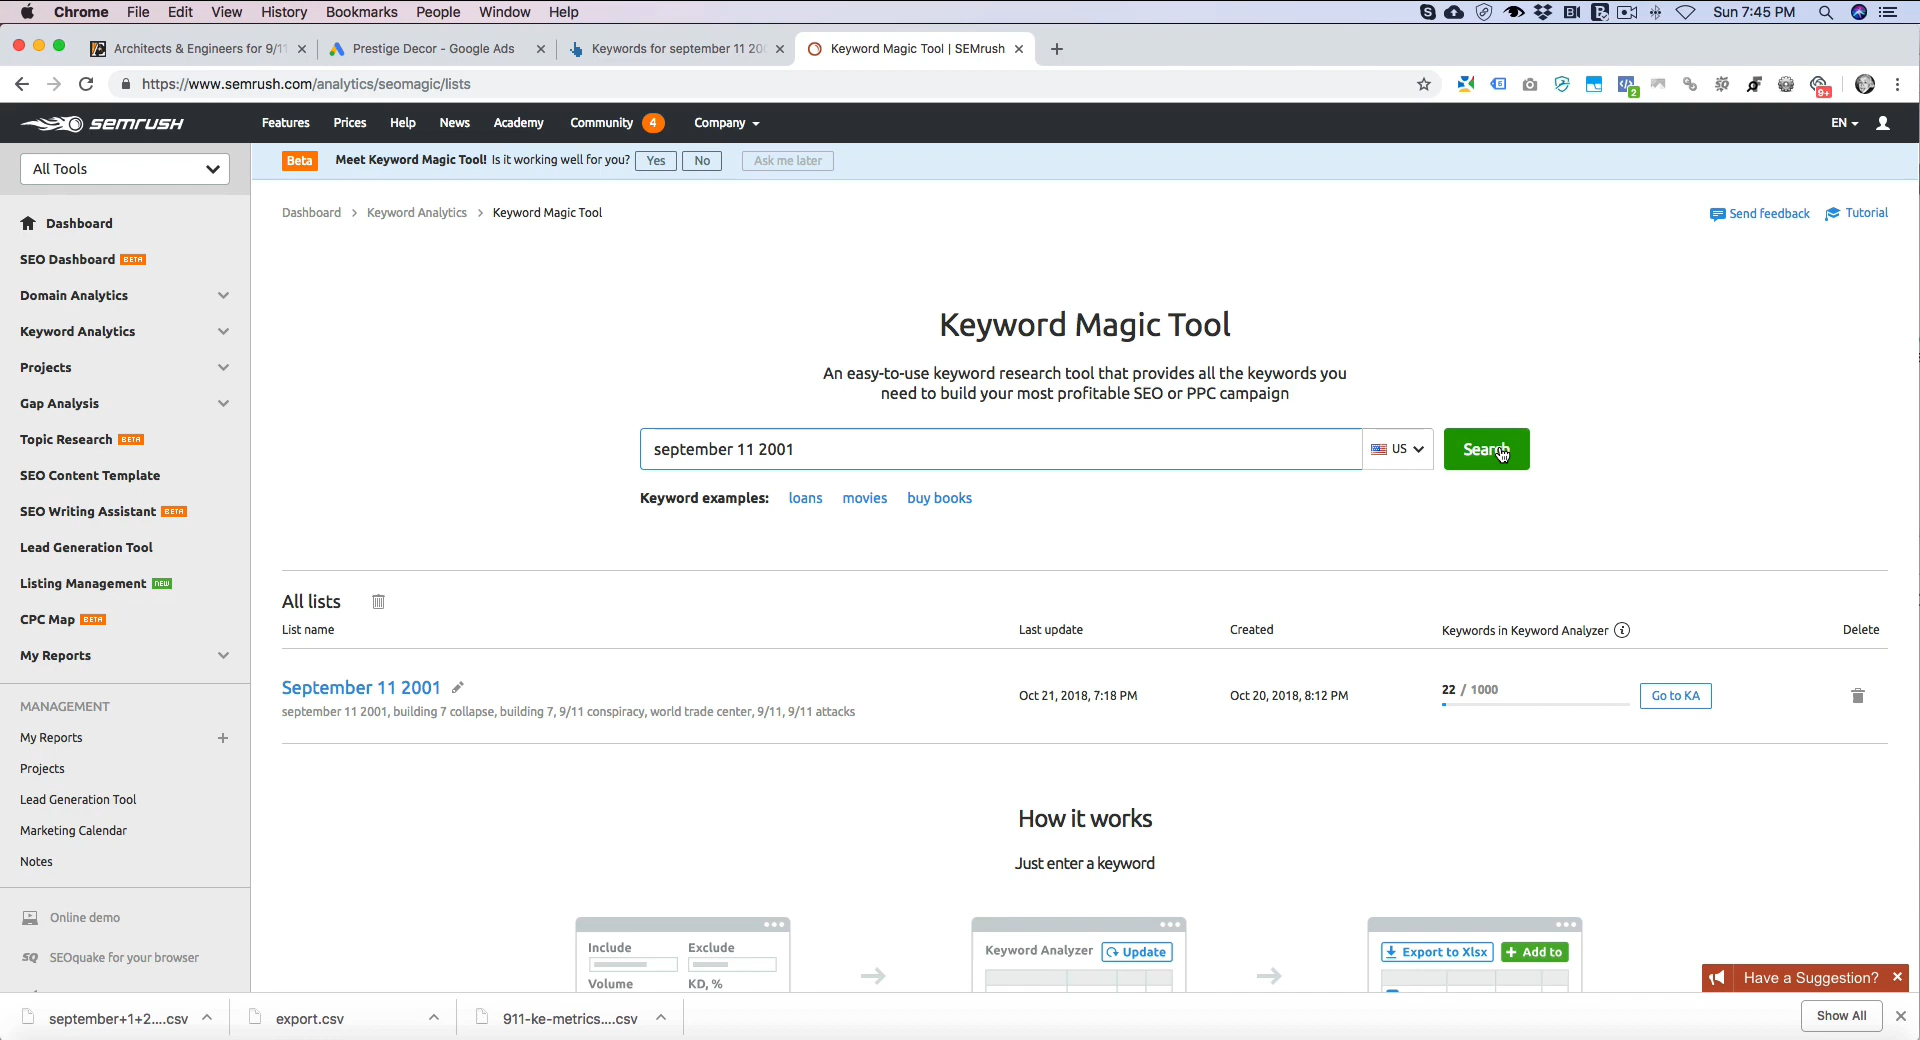 Chrome File Edit View History Bookmarks People Window Help Sun 7:45 PM
Architects & Engineers for 9/1
Prestige Decor - Google Ads
Keywords for september 11 20
Keyword Magic Tool | SEMrush
https://www.semrush.com/analytics/seomagic/lists
2
9+
SEMRUSH
Features Prices Help News Academy Community 4 Company
EN
All Tools
Beta Meet Keyword Magic Tool! Is it working well for you? Yes No Ask me later
Dashboard > Keyword Analytics > Keyword Magic Tool
Send feedback Tutorial
Dashboard
SEO Dashboard BETA
Domain Analytics
Keyword Analytics
Projects
Gap Analysis
Topic Research BETA
SEO Content Template
SEO Writing Assistant BETA
Lead Generation Tool
Listing Management NEW
CPC Map BETA
My Reports
MANAGEMENT
My Reports +
Projects
Lead Generation Tool
Marketing Calendar
Notes
Online demo
SQ SEOquake for your browser
Keyword Magic Tool
An easy-to-use keyword research tool that provides all the keywords you
need to build your most profitable SEO or PPC campaign
september 11 2001 US Search
Keyword examples: loans movies buy books
All lists
List name Last update Created Keywords in Keyword Analyzer i Delete
September 11 2001
september 11 2001, building 7 collapse, building 7, 9/11 conspiracy, world trade center, 9/11, 9/11 attacks
Oct 21, 2018, 7:18 PM Oct 20, 2018, 8:12 PM 22 / 1000 Go to KA
How it works
Just enter a keyword
Include Exclude
Volume KD, %
Keyword Analyzer Update
Export to Xlsx + Add to
Have a Suggestion? ×
september+1+2....csv
export.csv
911-ke-metrics....csv
Show All